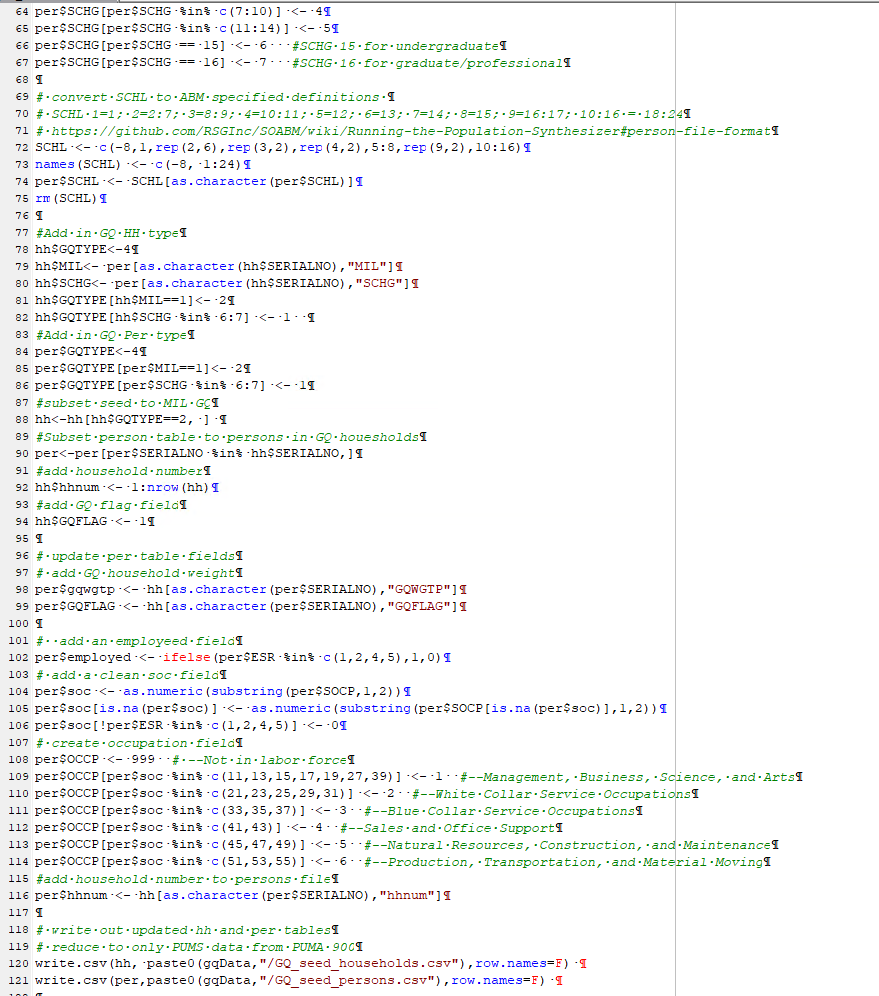 64 per$SCHG[per$SCHG·%in%·c(7:10)]·<-·4¶
65 per$SCHG[per$SCHG·%in%·c(11:14)]·<-·5¶
66 per$SCHG[per$SCHG·==·15]·<-·6···#SCHG·15·for·undergraduate¶
67 per$SCHG[per$SCHG·==·16]·<-·7···#SCHG·16·for·graduate/professional¶
68 ¶
69 #·convert·SCHL·to·ABM·specified·definitions·¶
70 #·SCHL·1=1;·2=2:7;·3=8:9;·4=10:11;·5=12;·6=13;·7=14;·8=15;·9=16:17;·10:16·=·18:24¶
71 #·https://github.com/RSGInc/SOABM/wiki/Running-the-Population-Synthesizer#person-file-format¶
72 SCHL·<-·c(-8,1,rep(2,6),rep(3,2),rep(4,2),5:8,rep(9,2),10:16)¶
73 names(SCHL)·<-·c(-8,·1:24)¶
74 per$SCHL·<-·SCHL[as.character(per$SCHL)]¶
75 rm(SCHL)¶
76 ¶
77 #Add·in·GQ·HH·type¶
78 hh$GQTYPE<-4¶
79 hh$MIL<-·per[as.character(hh$SERIALNO),"MIL"]¶
80 hh$SCHG<-·per[as.character(hh$SERIALNO),"SCHG"]¶
81 hh$GQTYPE[hh$MIL==1]<-·2¶
82 hh$GQTYPE[hh$SCHG·%in%·6:7]·<-·1··¶
83 #Add·in·GQ·Per·type¶
84 per$GQTYPE<-4¶
85 per$GQTYPE[per$MIL==1]<-·2¶
86 per$GQTYPE[per$SCHG·%in%·6:7]·<-·1¶
87 #subset·seed·to·MIL·GQ¶
88 hh<-hh[hh$GQTYPE==2,·]·¶
89 #Subset·person·table·to·persons·in·GQ·houesholds¶
90 per<-per[per$SERIALNO·%in%·hh$SERIALNO,]¶
91 #add·household·number¶
92 hh$hhnum·<-·1:nrow(hh)¶
93 #add·GQ·flag·field¶
94 hh$GQFLAG·<-·1¶
95 ¶
96 #·update·per·table·fields¶
97 #·add·GQ·household·weight¶
98 per$gqwgtp·<-·hh[as.character(per$SERIALNO),"GQWGTP"]¶
99 per$GQFLAG·<-·hh[as.character(per$SERIALNO),"GQFLAG"]¶
100 ¶
101 #··add·an·employeed·field¶
102 per$employed·<-·ifelse(per$ESR·%in%·c(1,2,4,5),1,0)¶
103 #·add·a·clean·soc·field¶
104 per$soc·<-·as.numeric(substring(per$SOCP,1,2))¶
105 per$soc[is.na(per$soc)]·<-·as.numeric(substring(per$SOCP[is.na(per$soc)],1,2))¶
106 per$soc[!per$ESR·%in%·c(1,2,4,5)]·<-·0¶
107 #·create·occupation·field¶
108 per$OCCP·<-·999··#·--Not·in·labor·force¶
109 per$OCCP[per$soc·%in%·c(11,13,15,17,19,27,39)]·<-·1··#--Management,·Business,·Science,·and·Arts¶
110 per$OCCP[per$soc·%in%·c(21,23,25,29,31)]·<-·2··#--White·Collar·Service·Occupations¶
111 per$OCCP[per$soc·%in%·c(33,35,37)]·<-·3··#--Blue·Collar·Service·Occupations¶
112 per$OCCP[per$soc·%in%·c(41,43)]·<-·4··#--Sales·and·Office·Support¶
113 per$OCCP[per$soc·%in%·c(45,47,49)]·<-·5··#--Natural·Resources,·Construction,·and·Maintenance¶
114 per$OCCP[per$soc·%in%·c(51,53,55)]·<-·6··#--Production,·Transportation,·and·Material·Moving¶
115 #add·household·number·to·persons·file¶
116 per$hhnum·<-·hh[as.character(per$SERIALNO),"hhnum"]¶
117 ¶
118 #·write·out·updated·hh·and·per·tables¶
119 #·reduce·to·only·PUMS·data·from·PUMA·900¶
120 write.csv(hh,·paste0(gqData,"/GQ_seed_households.csv"),row.names=F)·¶
121 write.csv(per,paste0(gqData,"/GQ_seed_persons.csv"),row.names=F)·¶